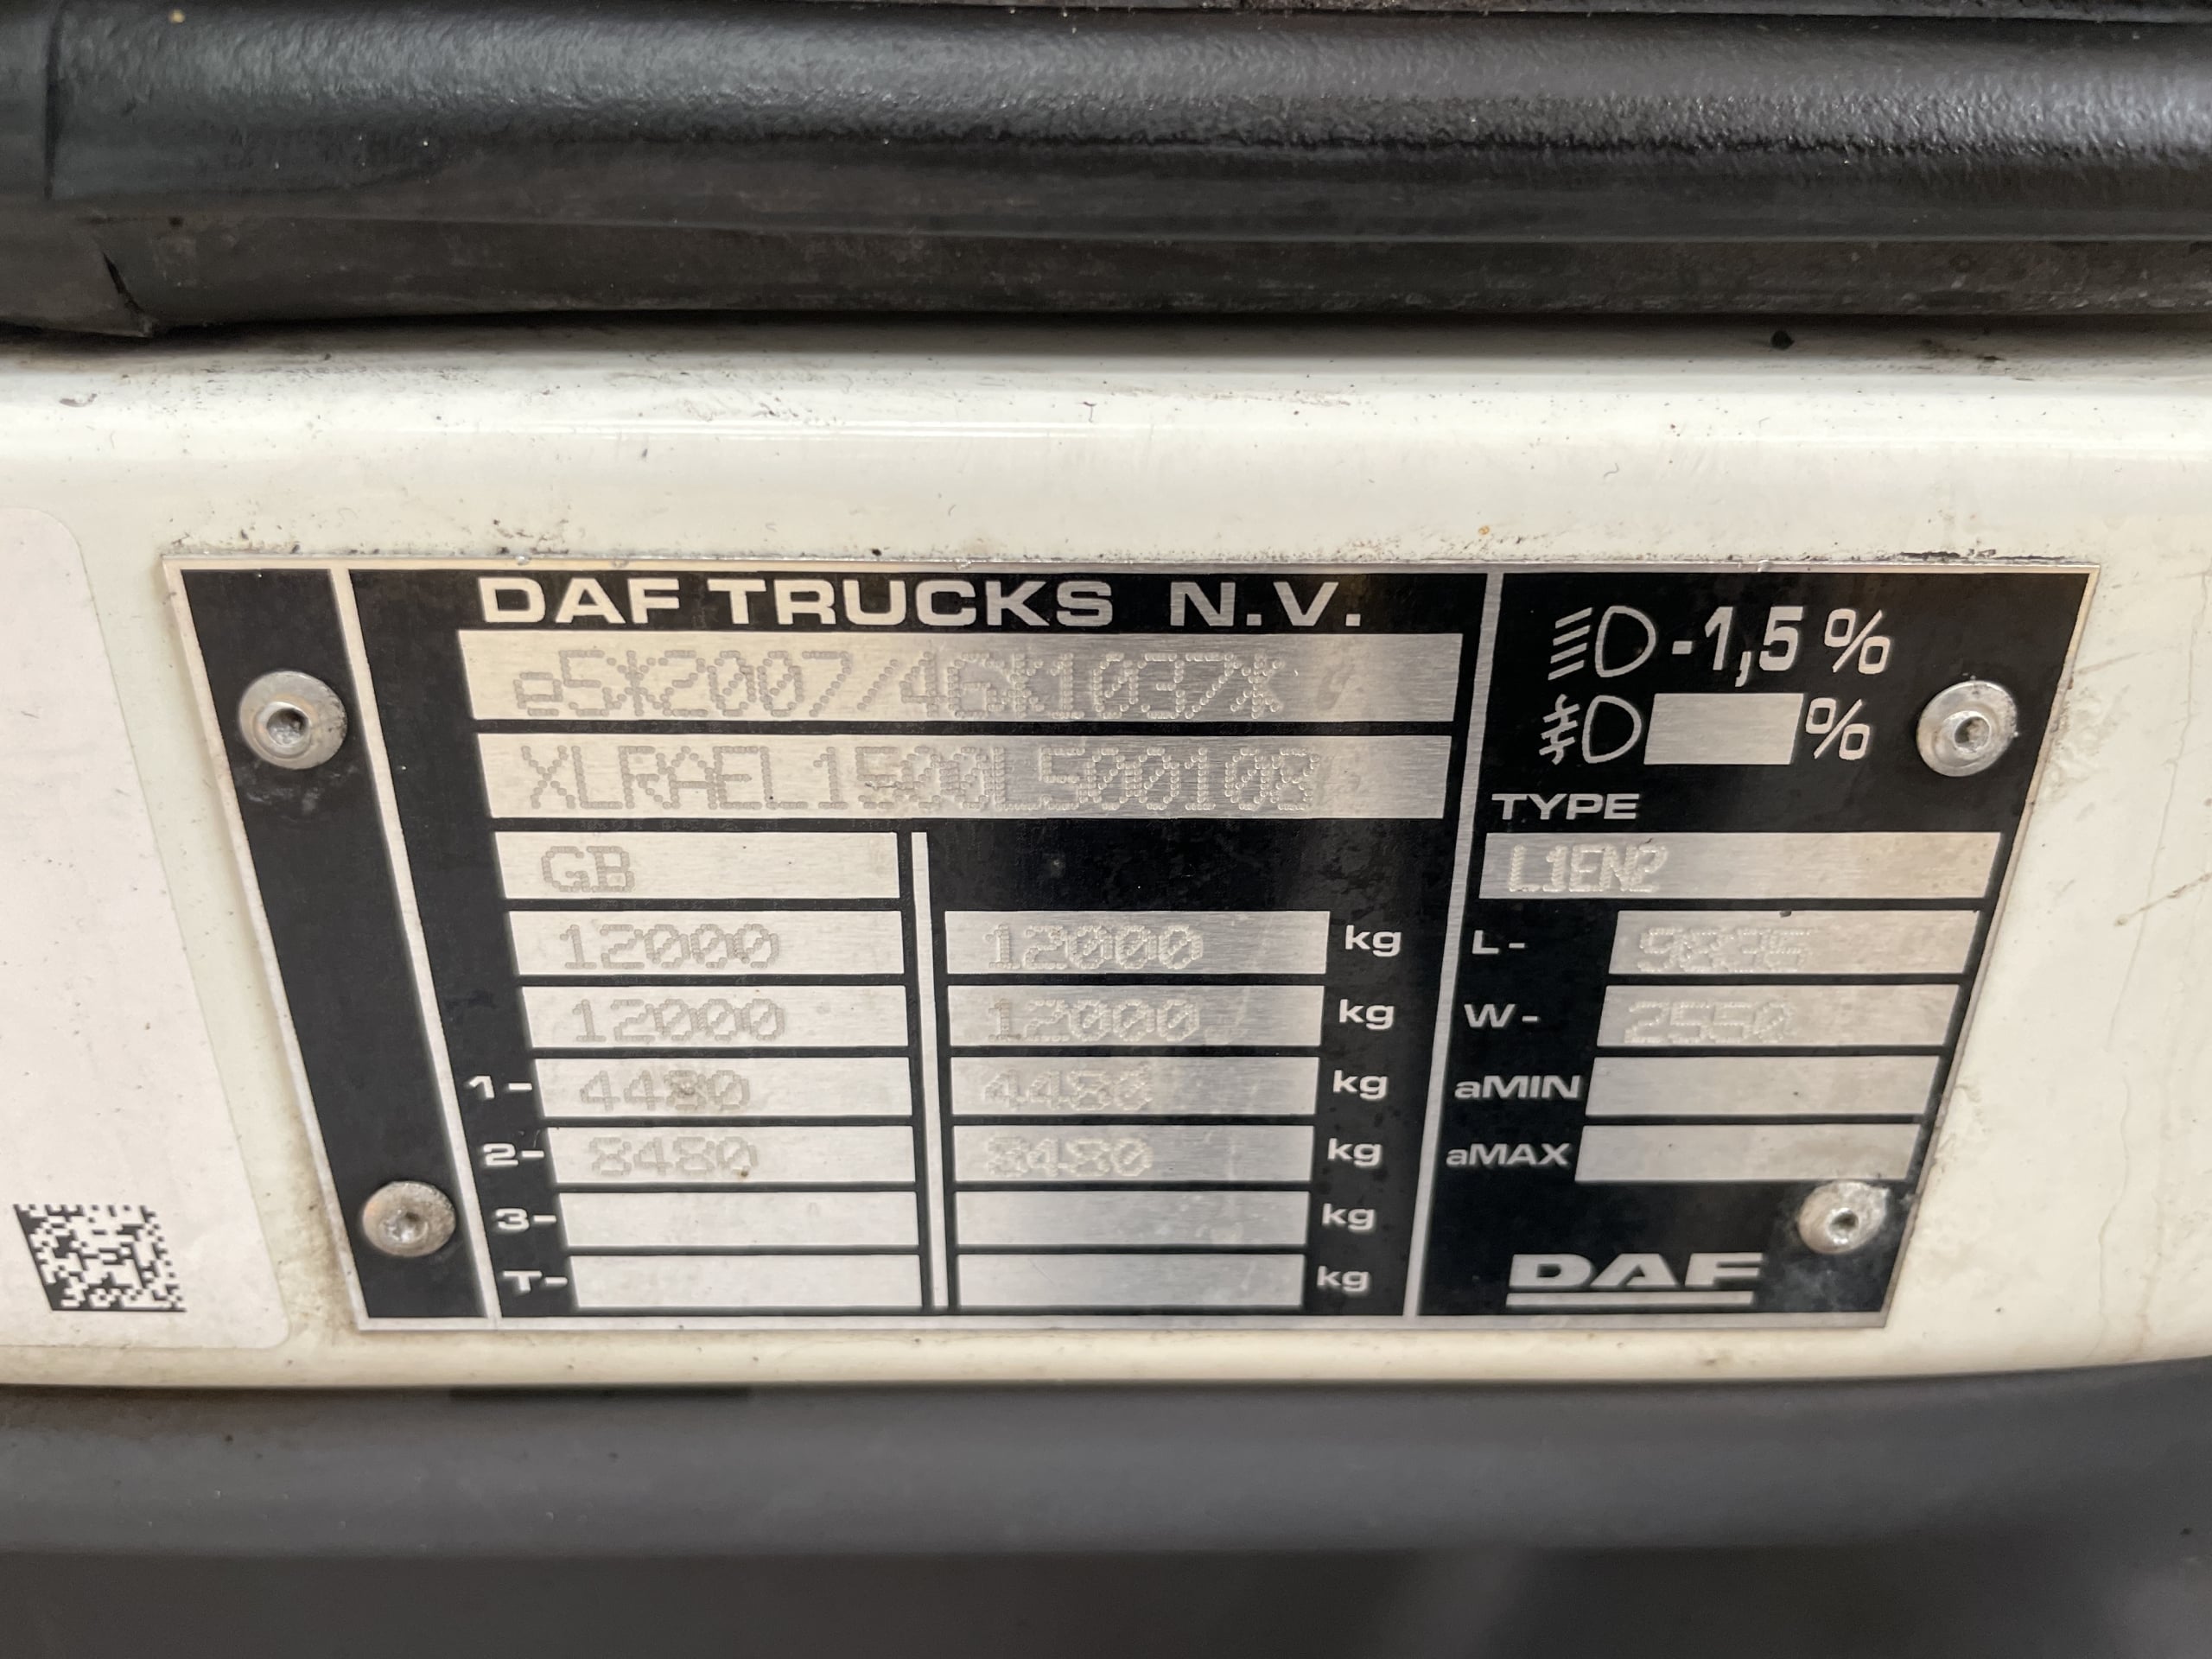 DAF TRUCKS N.V.
e5*2007/46*1037*
XLRAEL1500L500108
GB
12000 12000 kg
12000 12000 kg
1- 4480 4480 kg
2- 8480 8480 kg
3- kg
T- kg
-1,5 %
%
TYPE
L1EN2
L-
W- 2550
aMIN
aMAX
DAF